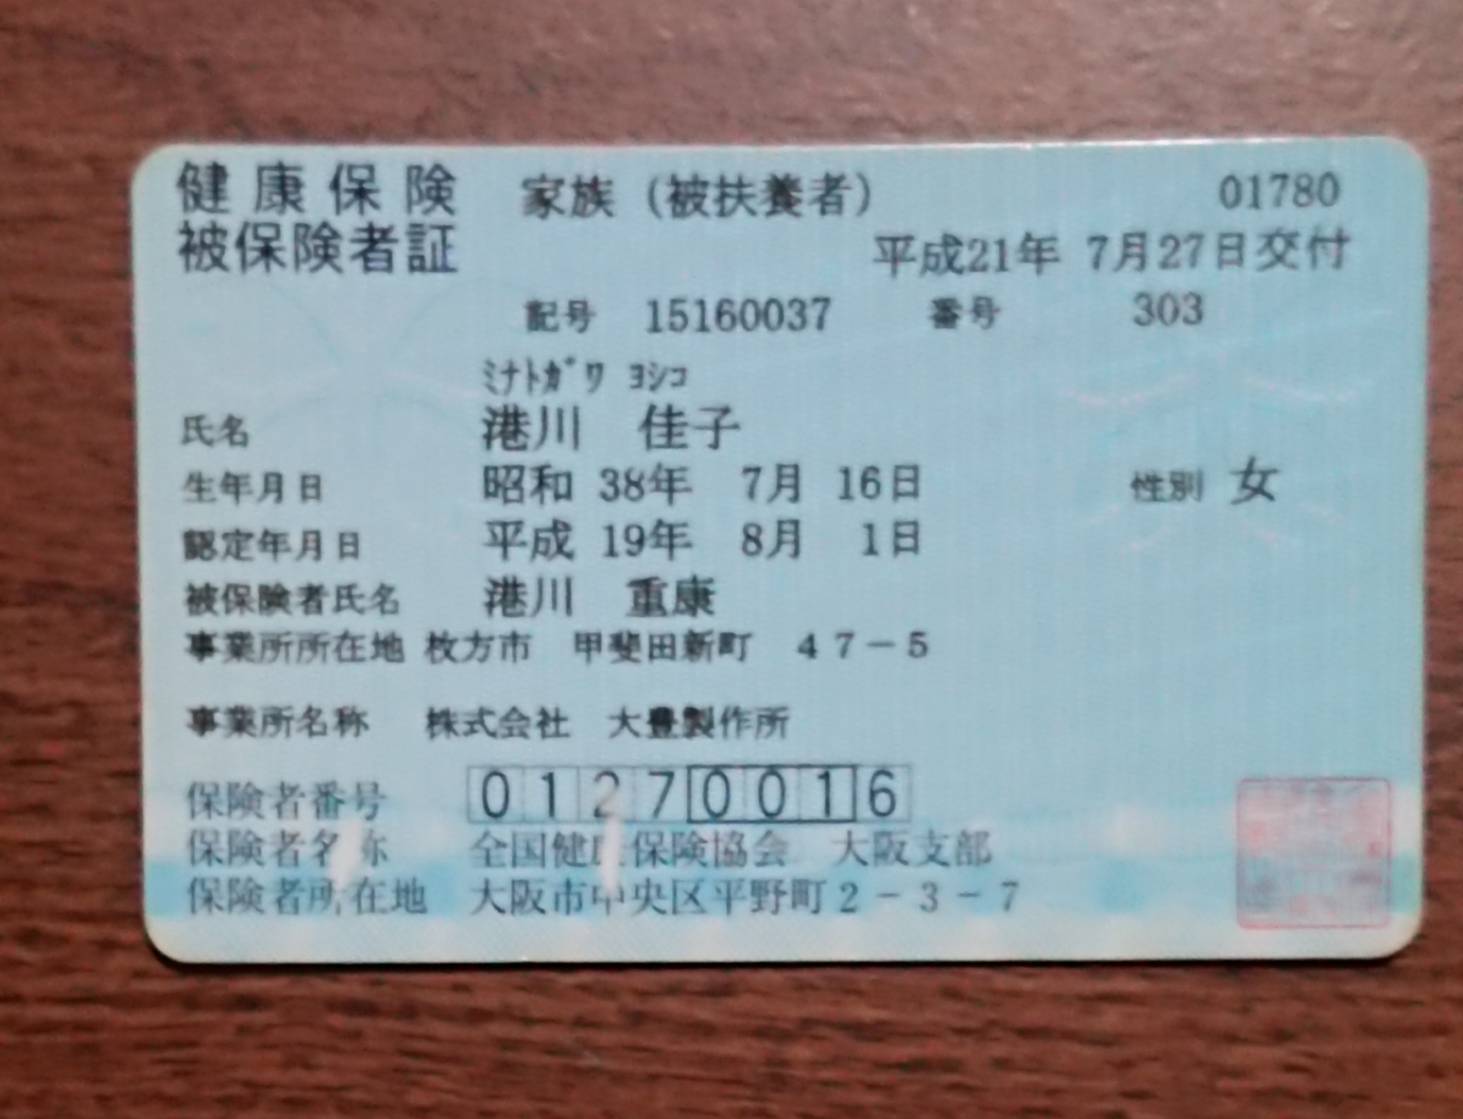 健康保険 家族（被扶養者） 01780
被保険者証 平成21年 7月27日交付
記号 15160037 番号 303
ﾐﾅﾄｶﾞﾜ ﾖｼｺ
氏名 港川 佳子
生年月日 昭和 38年 7月 16日 性別 女
認定年月日 平成 19年 8月 1日
被保険者氏名 港川 重康
事業所所在地 枚方市 甲斐田新町 47-5
事業所名称 株式会社 大豊製作所
保険者番号 01270016
保険者名称 全国健康保険協会 大阪支部
保険者所在地 大阪市中央区平野町2-3-7